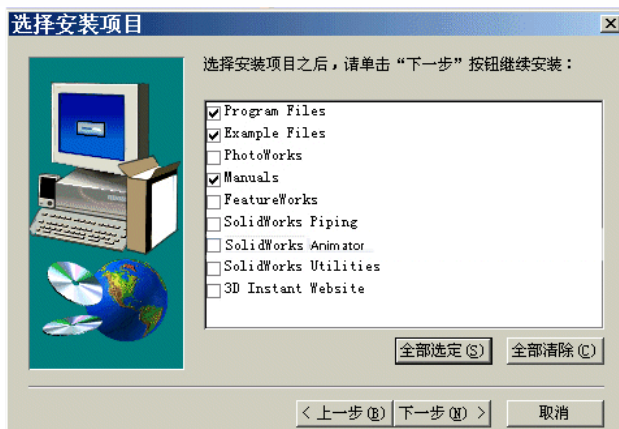 选择安装项目
选择安装项目之后，请单击“下一步”按钮继续安装：
Program Files
Example Files
PhotoWorks
Manuals
FeatureWorks
SolidWorks Piping
SolidWorks Animator
SolidWorks Utilities
3D Instant Website
全部选定(S) 全部清除(C)
< 上一步(B) 下一步(N) > 取消